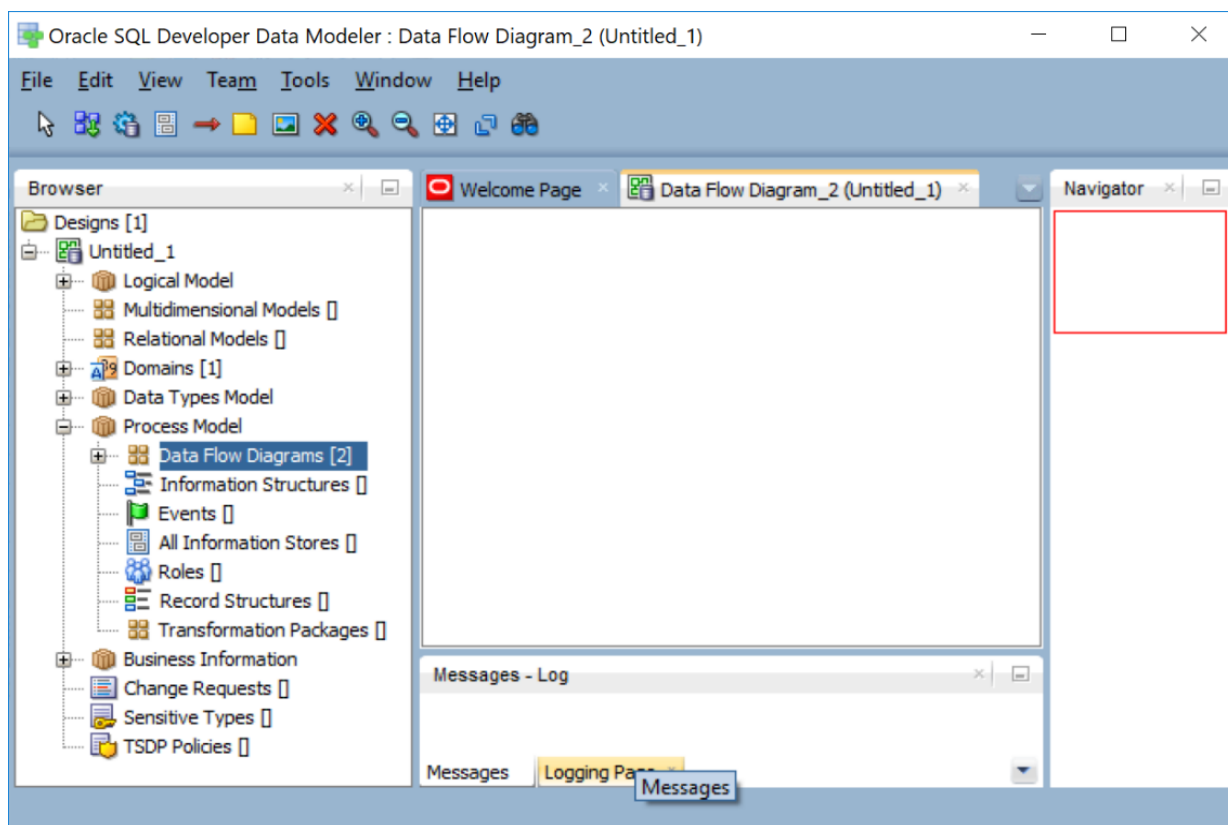 Oracle SQL Developer Data Modeler : Data Flow Diagram_2 (Untitled_1)
File Edit View Team Tools Window Help
Browser
Designs [1]
Untitled_1
Logical Model
Multidimensional Models []
Relational Models []
Domains [1]
Data Types Model
Process Model
Data Flow Diagrams [2]
Information Structures []
Events []
All Information Stores []
Roles []
Record Structures []
Transformation Packages []
Business Information
Change Requests []
Sensitive Types []
TSDP Policies []
Welcome Page
Data Flow Diagram_2 (Untitled_1)
Messages - Log
Messages
Logging
Messages
Navigator